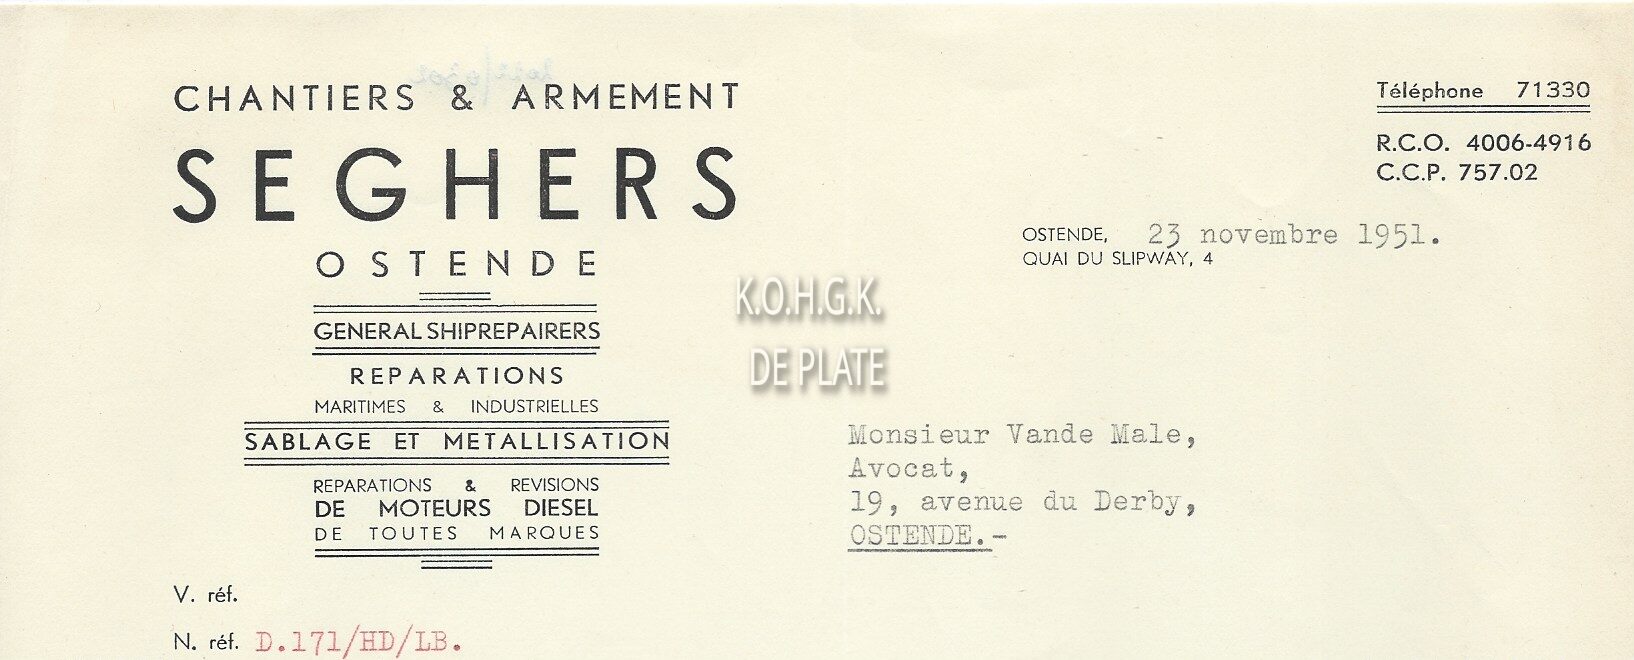 CHANTIERS & ARMEMENT
SEGHERS
OSTENDE
GENERAL SHIPREPAIRERS
REPARATIONS
MARITIMES & INDUSTRIELLES
SABLAGE ET METALLISATION
REPARATIONS & REVISIONS
DE MOTEURS DIESEL
DE TOUTES MARQUES
V. réf.
N. réf. D.171/HD/LB.
K.O.H.G.K.
DE PLATE
Téléphone 71330
R.C.O. 4006-4916
C.C.P. 757.02
OSTENDE, 23 novembre 1951.
QUAI DU SLIPWAY, 4
Monsieur Vande Male,
Avocat,
19, avenue du Derby,
OSTENDE.-